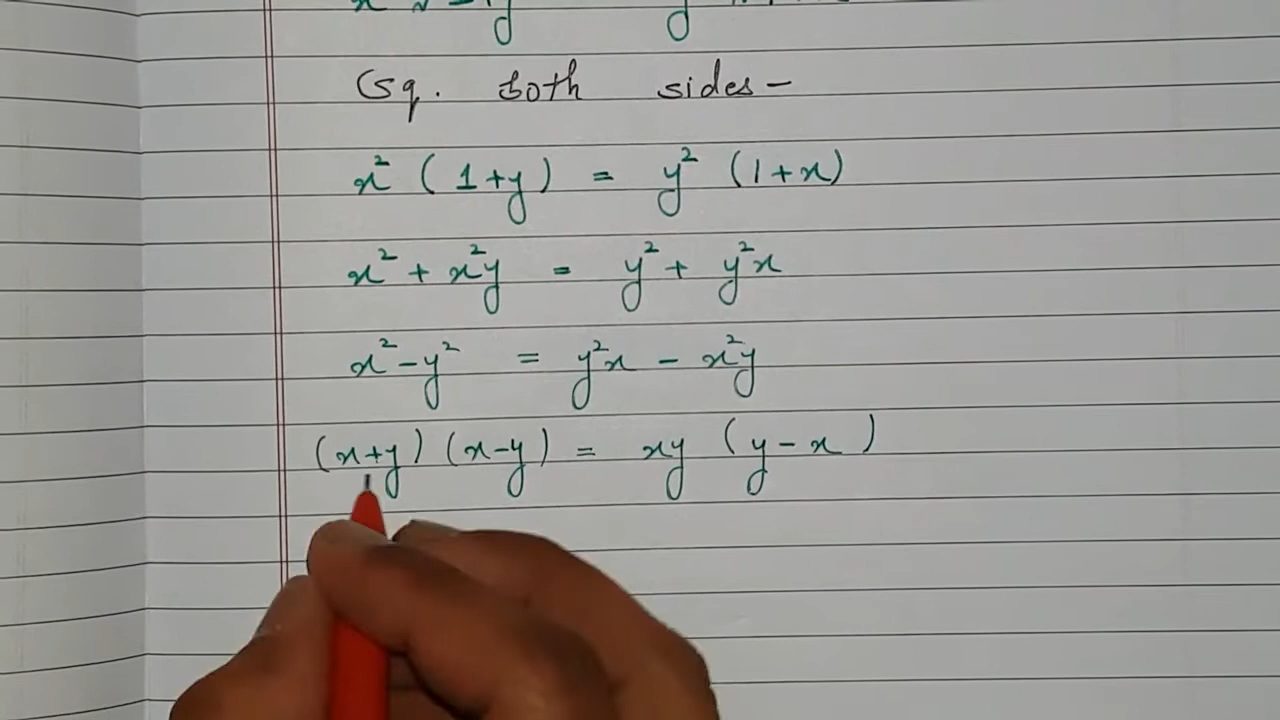 Sq. both sides -
x² (1+y) = y² (1+x)
x² + x²y = y² + y²x
x² - y² = y²x - x²y
(x+y) (x-y) = xy (y-x)